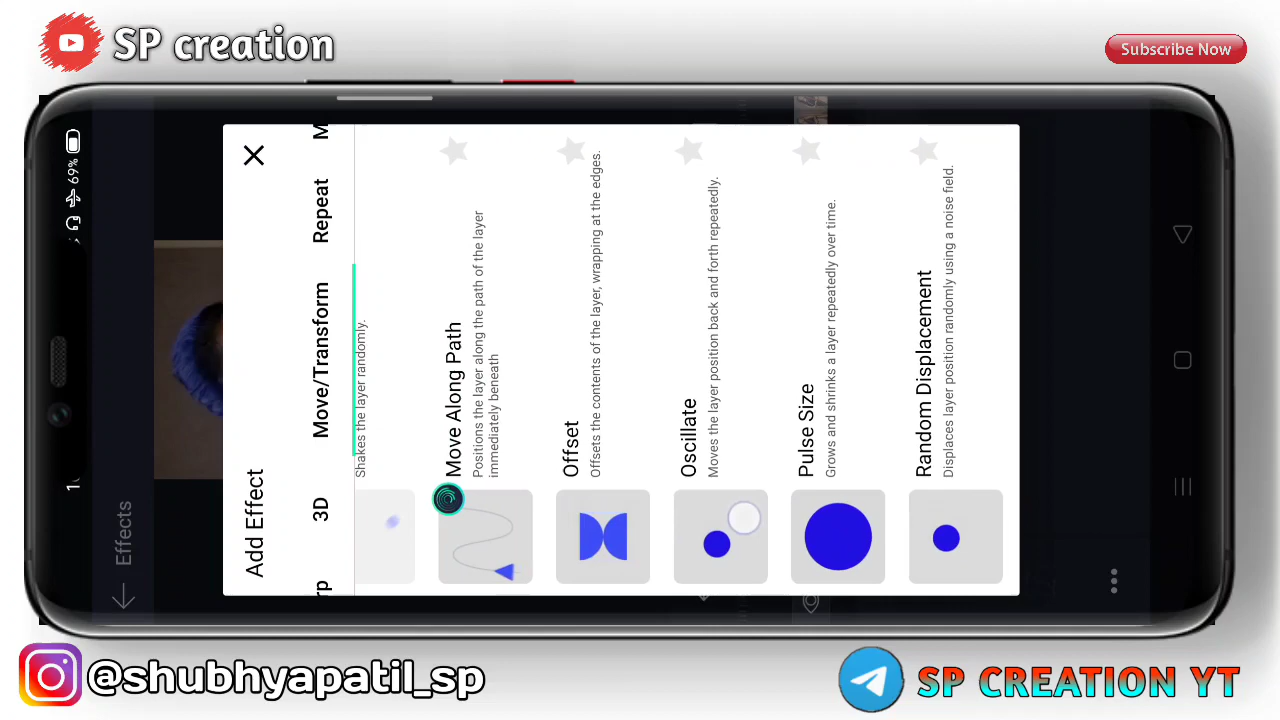 SP creation
Subscribe Now
69%
Effects
Add Effect
3D
Move/Transform
Repeat
Shakes the layer randomly.
Move Along Path
Positions the layer along the path of the layer
immediately beneath
Offset
Offsets the contents of the layer, wrapping at the edges.
Oscillate
Moves the layer position back and forth repeatedly.
Pulse Size
Grows and shrinks a layer repeatedly over time.
Random Displacement
Displaces layer position randomly using a noise field.
@shubhyapatil_sp
SP CREATION YT